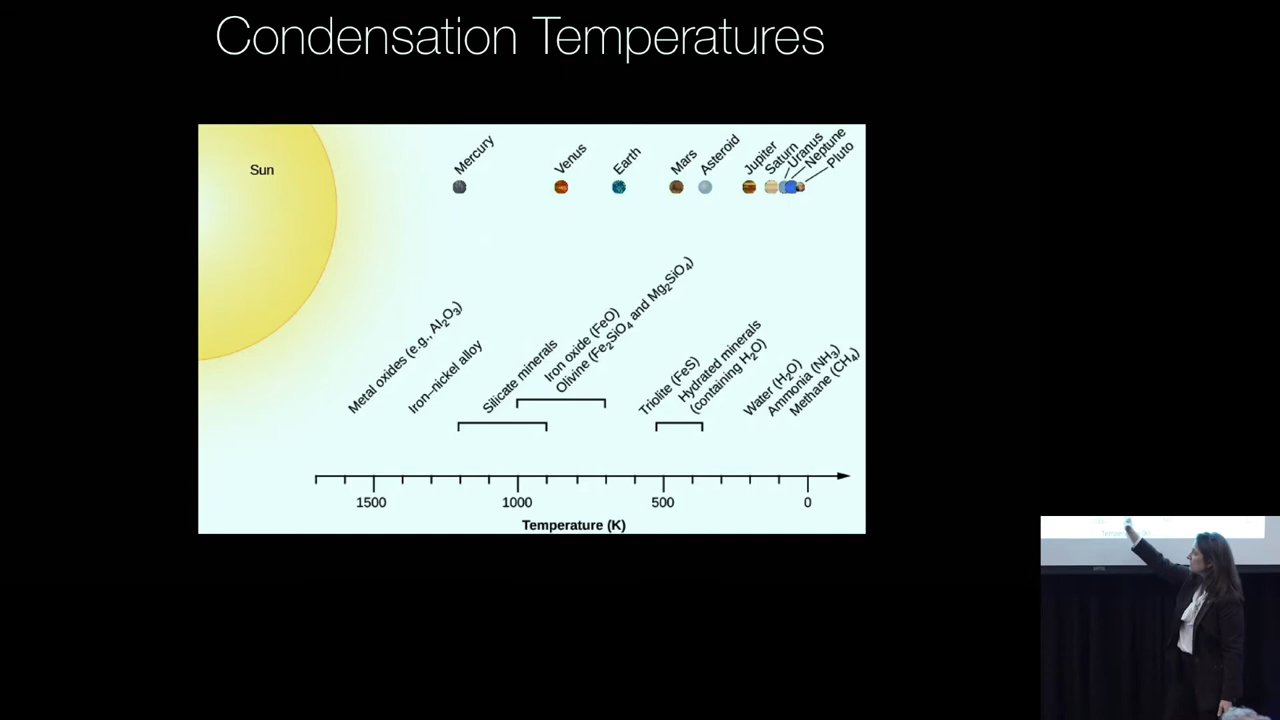 Condensation Temperatures
Sun
Mercury
Venus
Earth
Mars
Asteroid
Jupiter
Saturn
Uranus
Neptune
Pluto
Metal oxides (e.g., Al₂O₃)
Iron–nickel alloy
Silicate minerals
Iron oxide (FeO)
Olivine (Fe₂SiO₄ and Mg₂SiO₄)
Triolite (FeS)
Hydrated minerals
(containing H₂O)
Water (H₂O)
Ammonia (NH₃)
Methane (CH₄)
1500 1000 500 0
Temperature (K)